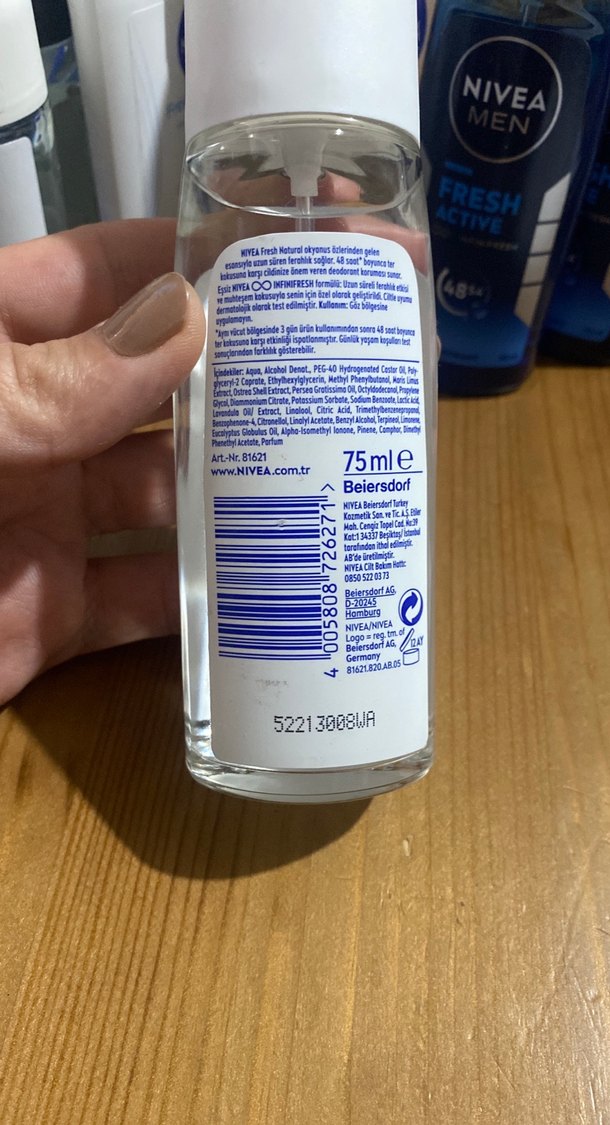 NIVEA
MEN
FRESH
ACTIVE
48
NIVEA Fresh Natural okyanus özlerinden gelen
esansıyla uzun süren ferahlık sağlar. 48 saat* boyunca ter
kokusuna karşı cildinize önem veren deodorant koruması sunar.
Eşsiz NIVEA INFINIFRESH formülü: Uzun süreli ferahlık etkisi
ve muhteşem kokusuyla senin için özel olarak geliştirildi. Ciltle uyumu
dermatolojik olarak test edilmiştir. Kullanım: Göz bölgesine
uygulamayın.
*Aynı vücut bölgesinde 3 gün ürün kullanımından sonra 48 saat boyunca
ter kokusuna karşı etkinliği ispatlanmıştır. Günlük yaşam koşulları test
sonuçlarından farklılık gösterebilir.
İçindekiler: Aqua, Alcohol Denat., PEG-40 Hydrogenated Castor Oil, Poly-
glyceryl-2 Caprate, Ethylhexylglycerin, Methyl Phenylbutanol, Maris Limus
Extract, Ostrea Shell Extract, Persea Gratissima Oil, Octyldodecanol, Propylene
Glycol, Diammonium Citrate, Potassium Sorbate, Sodium Benzoate, Lactic Acid,
Lavandula Oil/ Extract, Linalool, Citric Acid, Trimethylbenzenepropanol,
Benzophenone-4, Citronellol, Linalyl Acetate, Benzyl Alcohol, Terpineol, Limonene,
Eucalyptus Globulus Oil, Alpha-Isomethyl Ionone, Pinene, Camphor, Dimethyl
Phenethyl Acetate, Parfum
Art.-Nr. 81621
www.NIVEA.com.tr
75 ml ℮
Beiersdorf
NIVEA Beiersdorf Turkey
Kozmetik San. ve Tic. A.Ş. Etiler
Mah. Cengiz Topel Cad. No:39
Kat:1 34337 Beşiktaş/ İstanbul
tarafından ithal edilmiştir.
AB'de üretilmiştir.
NIVEA Cilt Bakım Hattı:
0850 522 03 73
Beiersdorf AG,
D-20245
Hamburg
NIVEA/NIVEA
Logo = reg. tm. of
Beiersdorf AG,
Germany
12 AY
81621.820.AB.05
4 005808 726271 >
52213008WA